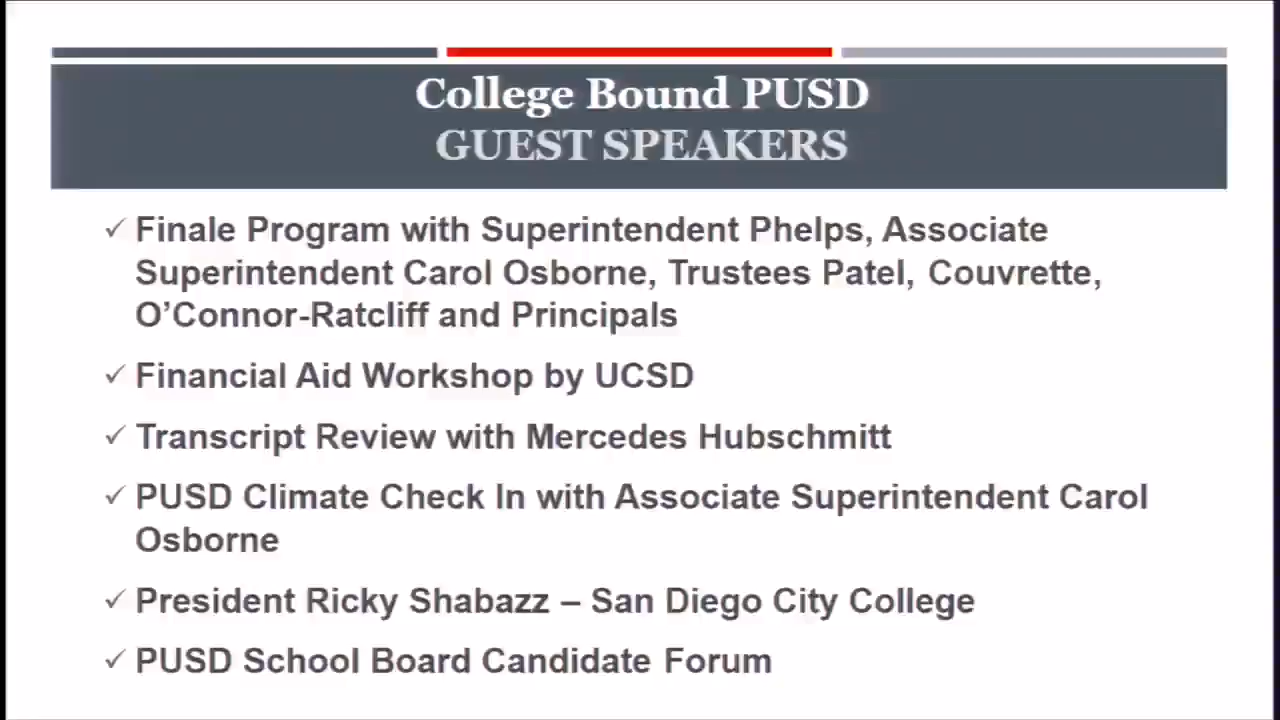 College Bound PUSD
GUEST SPEAKERS
✓ Finale Program with Superintendent Phelps, Associate
Superintendent Carol Osborne, Trustees Patel, Couvrette,
O’Connor-Ratcliff and Principals
✓ Financial Aid Workshop by UCSD
✓ Transcript Review with Mercedes Hubschmitt
✓ PUSD Climate Check In with Associate Superintendent Carol
Osborne
✓ President Ricky Shabazz – San Diego City College
✓ PUSD School Board Candidate Forum